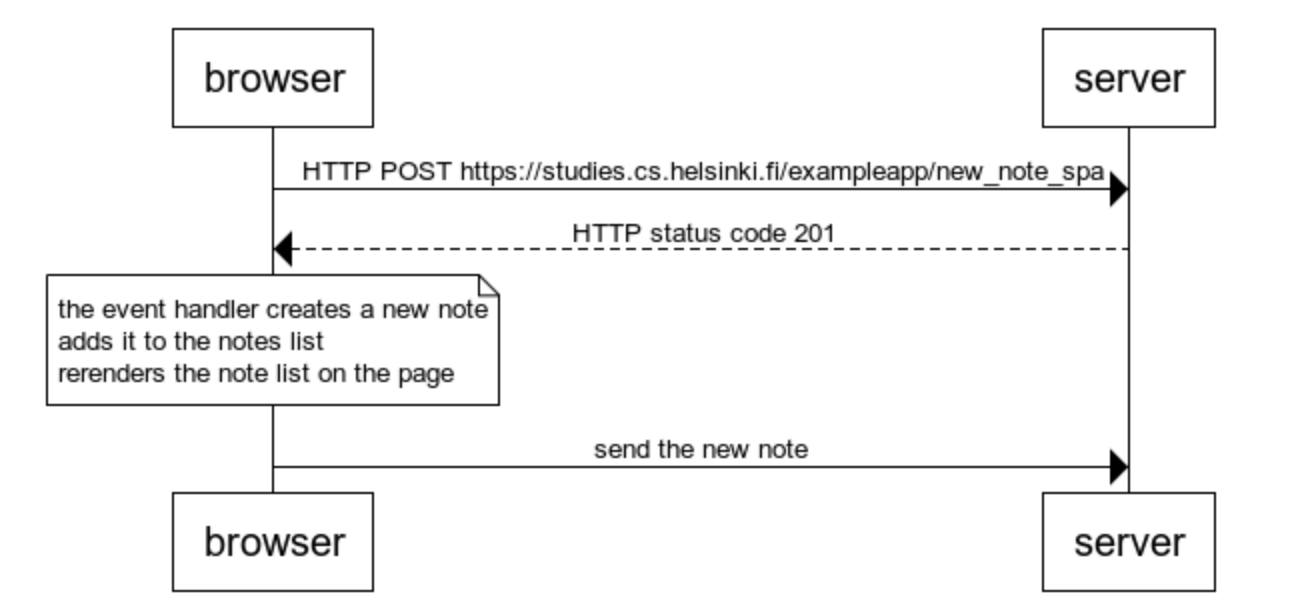 browser server
HTTP POST https://studies.cs.helsinki.fi/exampleapp/new_note_spa
HTTP status code 201
the event handler creates a new note
adds it to the notes list
rerenders the note list on the page
send the new note
browser server